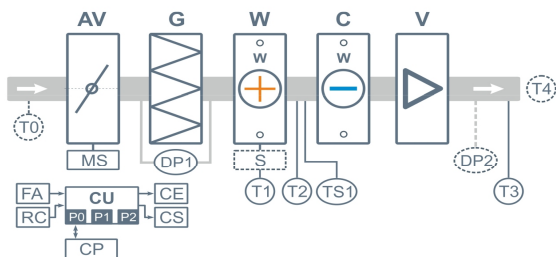 AV G W C V
w w
T0 T4
MS DP1 S DP2
T1 T2 TS1 T3
FA CU CE
RC P0 P1 P2 CS
CP